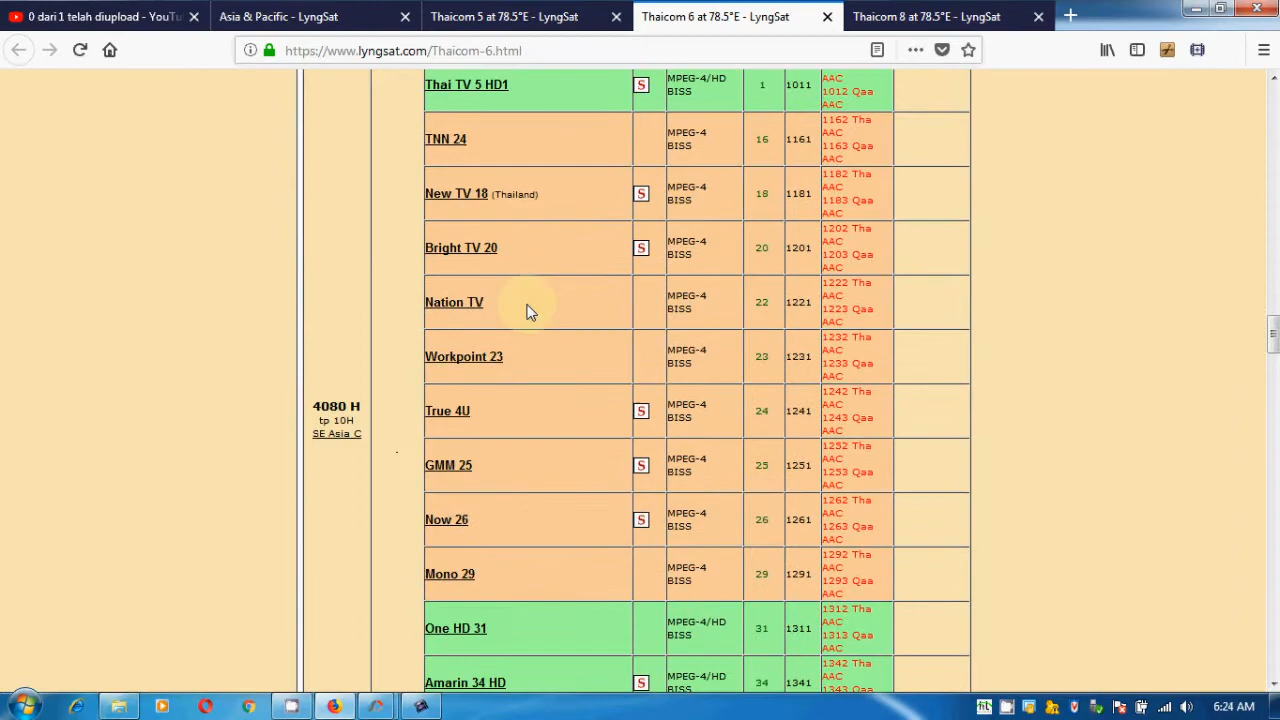 0 dari 1 telah diupload - YouTu
Asia & Pacific - LyngSat
Thaicom 5 at 78.5°E - LyngSat
Thaicom 6 at 78.5°E - LyngSat
Thaicom 8 at 78.5°E - LyngSat
https://www.lyngsat.com/Thaicom-6.html
4080 H
tp 10H
SE Asia C
Thai TV 5 HD1 S MPEG-4/HD 1 1011 AAC
BISS 1012 Qaa
AAC
TNN 24 MPEG-4 16 1161 1162 Tha
BISS AAC
1163 Qaa
AAC
New TV 18 (Thailand) S MPEG-4 18 1181 1182 Tha
BISS AAC
1183 Qaa
AAC
Bright TV 20 S MPEG-4 20 1201 1202 Tha
BISS AAC
1203 Qaa
AAC
Nation TV MPEG-4 22 1221 1222 Tha
BISS AAC
1223 Qaa
AAC
Workpoint 23 MPEG-4 23 1231 1232 Tha
BISS AAC
1233 Qaa
AAC
True 4U S MPEG-4 24 1241 1242 Tha
BISS AAC
1243 Qaa
AAC
GMM 25 S MPEG-4 25 1251 1252 Tha
BISS AAC
1253 Qaa
AAC
Now 26 S MPEG-4 26 1261 1262 Tha
BISS AAC
1263 Qaa
AAC
Mono 29 MPEG-4 29 1291 1292 Tha
BISS AAC
1293 Qaa
AAC
One HD 31 MPEG-4/HD 31 1311 1312 Tha
BISS AAC
1313 Qaa
AAC
Amarin 34 HD S MPEG-4/HD 34 1341 1342 Tha
BISS AAC
1343 Qaa
6:24 AM